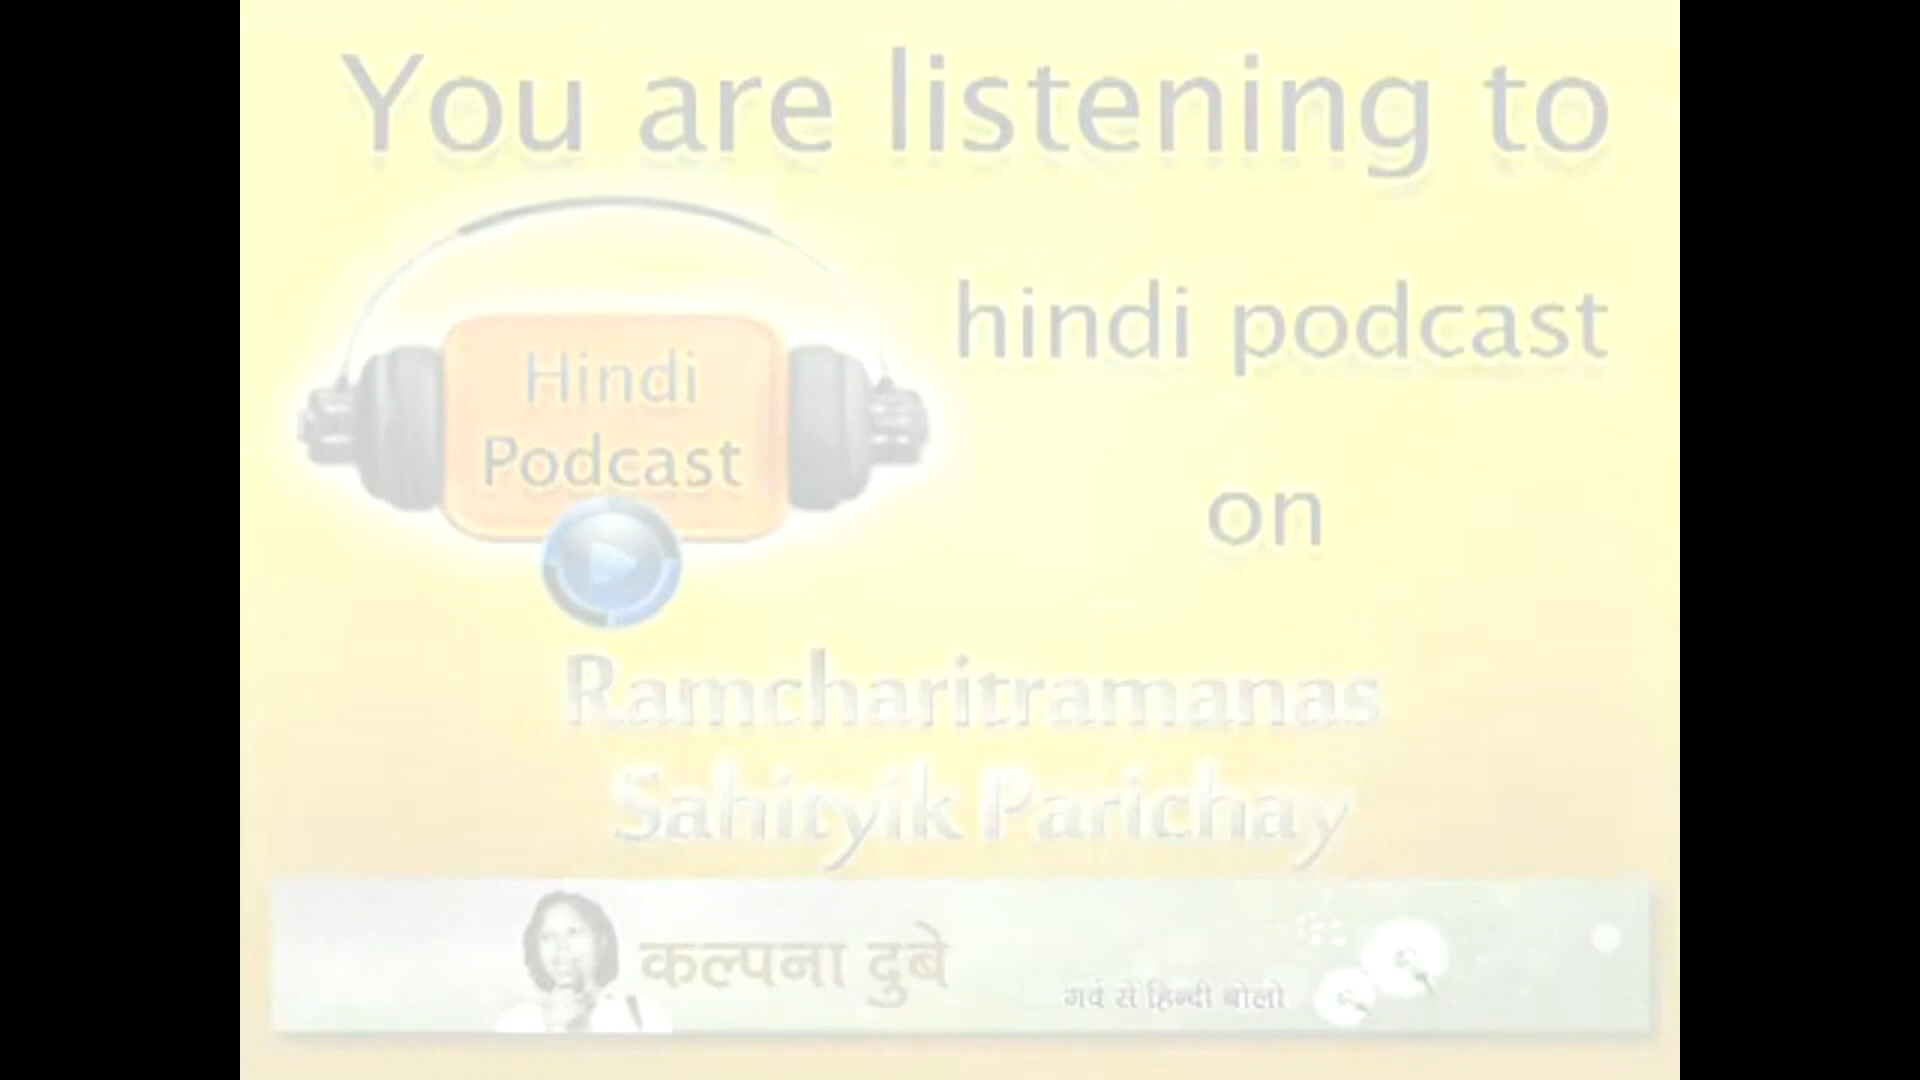 You are listening to
hindi podcast
Hindi
Podcast
on
Ramcharitramanas
Sahityik Parichay
कल्पना दुबे
गर्व से हिन्दी बोलो